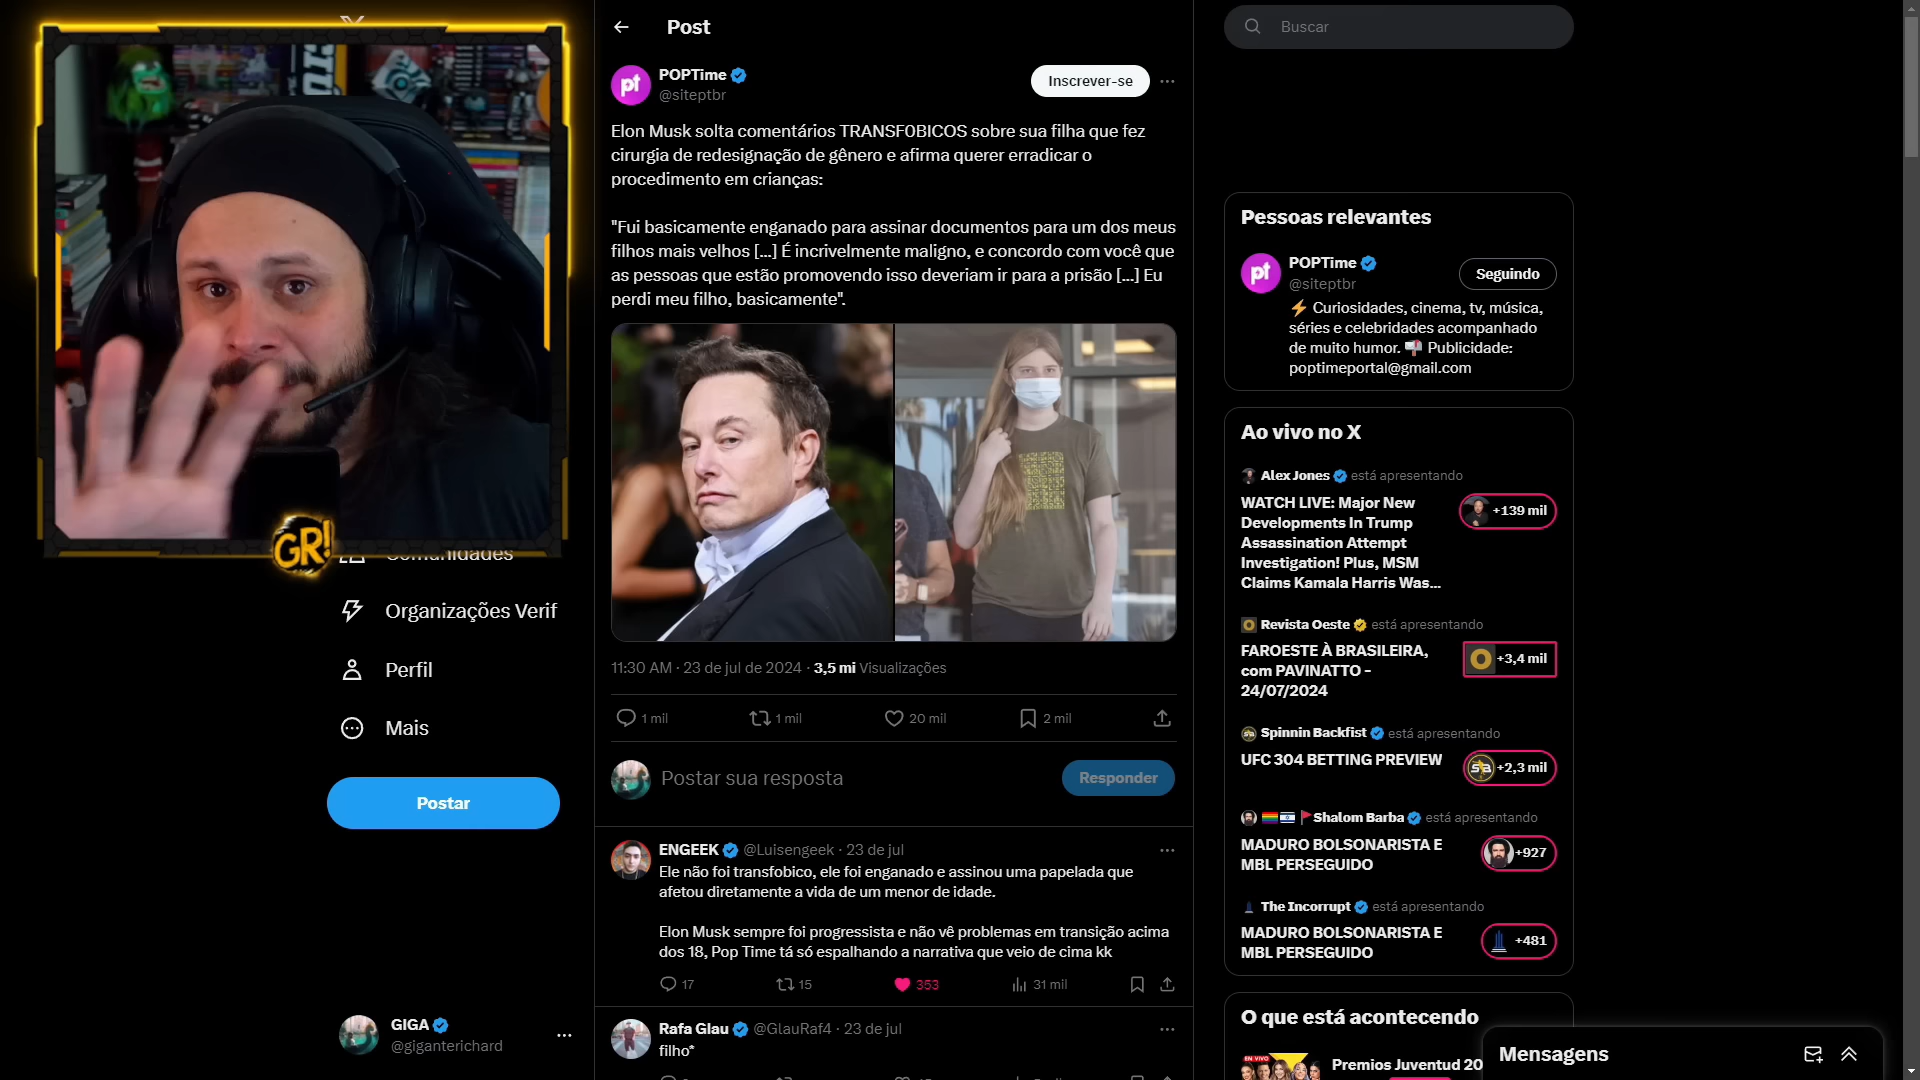 Post
POPTime
@siteptbr
Inscrever-se
Elon Musk solta comentários TRANSF0BICOS sobre sua filha que fez
cirurgia de redesignação de gênero e afirma querer erradicar o
procedimento em crianças:
"Fui basicamente enganado para assinar documentos para um dos meus
filhos mais velhos [...] É incrivelmente maligno, e concordo com você que
as pessoas que estão promovendo isso deveriam ir para a prisão [...] Eu
perdi meu filho, basicamente".
11:30 AM · 23 de jul de 2024 · 3,5 mi Visualizações
1 mil
1 mil
20 mil
2 mil
Postar sua resposta
Responder
ENGEEK @Luisengeek · 23 de jul
Ele não foi transfobico, ele foi enganado e assinou uma papelada que
afetou diretamente a vida de um menor de idade.
Elon Musk sempre foi progressista e não vê problemas em transição acima
dos 18, Pop Time tá só espalhando a narrativa que veio de cima kk
17
15
353
31 mil
Rafa Glau @GlauRaf4 · 23 de jul
filho*
GR!
Comunidades
Organizações Verif
Perfil
Mais
Postar
GIGA
@giganterichard
Buscar
Pessoas relevantes
POPTime
@siteptbr
Seguindo
Curiosidades, cinema, tv, música,
séries e celebridades acompanhado
de muito humor. Publicidade:
poptimeportal@gmail.com
Ao vivo no X
Alex Jones está apresentando
WATCH LIVE: Major New
Developments In Trump
Assassination Attempt
Investigation! Plus, MSM
Claims Kamala Harris Was...
+139 mil
Revista Oeste está apresentando
FAROESTE À BRASILEIRA,
com PAVINATTO -
24/07/2024
+3,4 mil
Spinnin Backfist está apresentando
UFC 304 BETTING PREVIEW
+2,3 mil
Shalom Barba está apresentando
MADURO BOLSONARISTA E
MBL PERSEGUIDO
+927
The Incorrupt está apresentando
MADURO BOLSONARISTA E
MBL PERSEGUIDO
+481
O que está acontecendo
EN VIVO
Premios Juventud 20
Mensagens